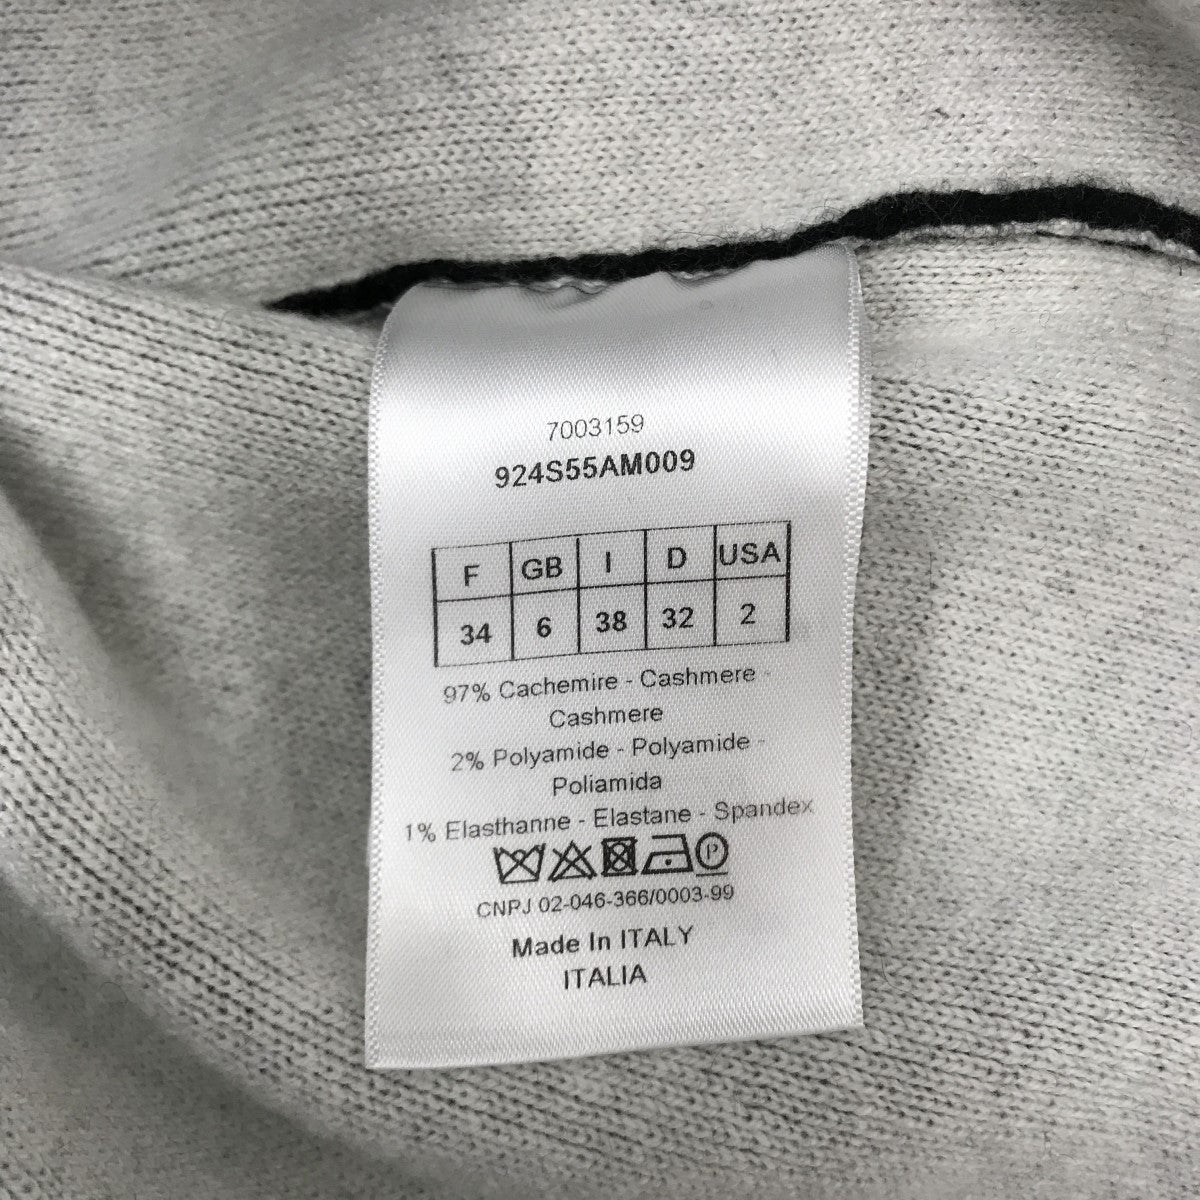 7003159
924S55AM009
F GB I D USA
34 6 38 32 2
97% Cachemire - Cashmere -
Cashmere
2% Polyamide - Polyamide -
Poliamida
1% Elasthanne - Elastane - Spandex
P
CNPJ 02-046-366/0003-99
Made In ITALY
ITALIA